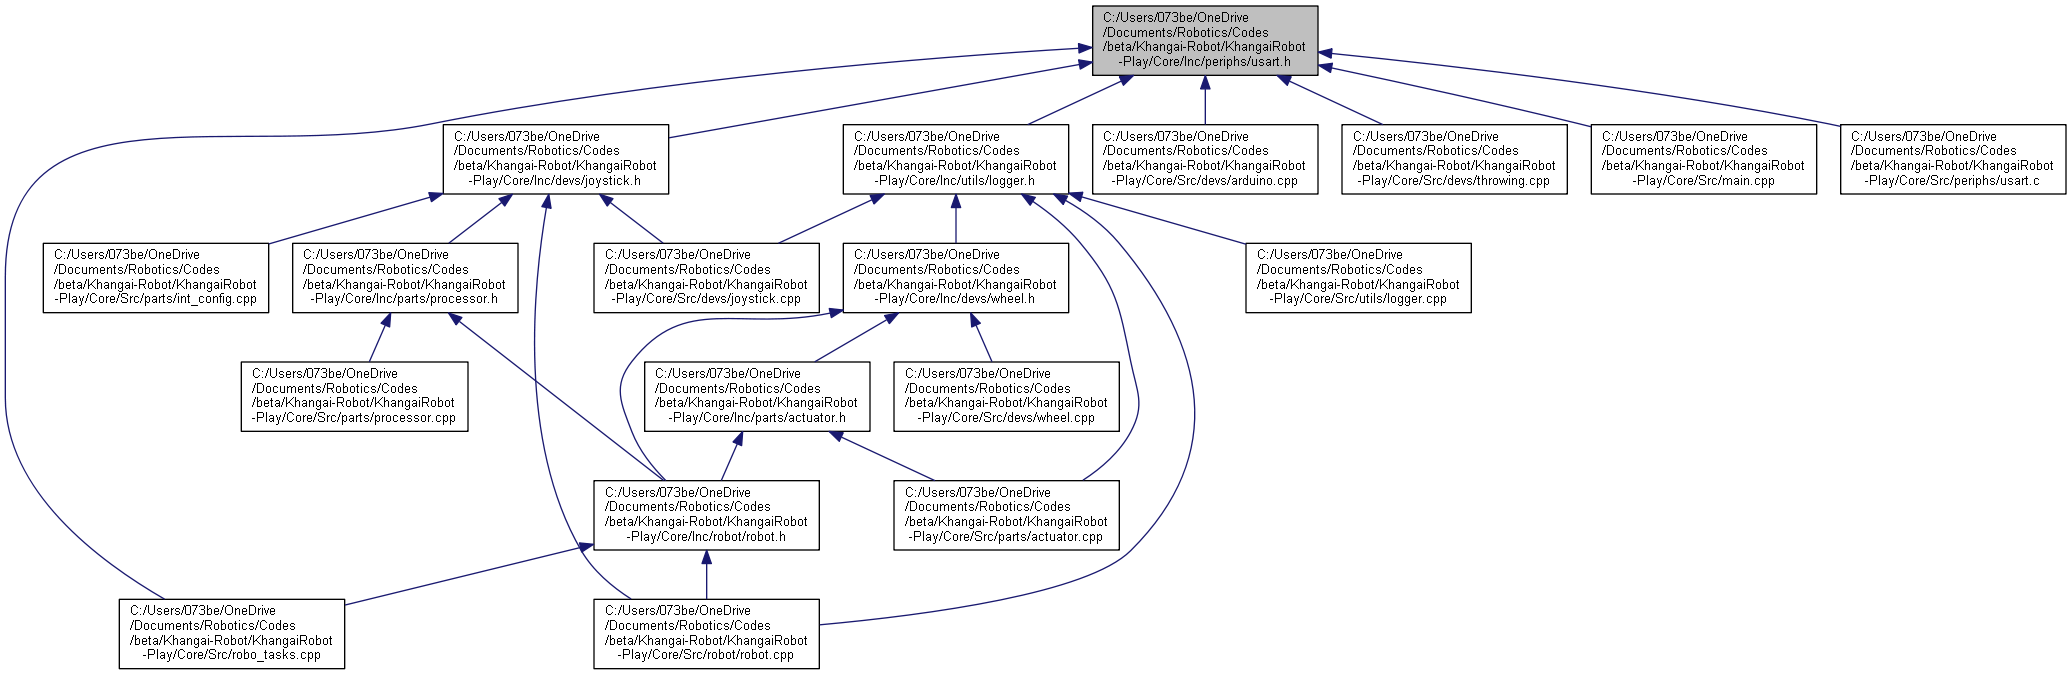 C:/Users/073be/OneDrive
/Documents/Robotics/Codes
/beta/Khangai-Robot/KhangaiRobot
-Play/Core/Inc/periphs/usart.h
C:/Users/073be/OneDrive
/Documents/Robotics/Codes
/beta/Khangai-Robot/KhangaiRobot
-Play/Core/Inc/devs/joystick.h
C:/Users/073be/OneDrive
/Documents/Robotics/Codes
/beta/Khangai-Robot/KhangaiRobot
-Play/Core/Inc/utils/logger.h
C:/Users/073be/OneDrive
/Documents/Robotics/Codes
/beta/Khangai-Robot/KhangaiRobot
-Play/Core/Src/devs/arduino.cpp
C:/Users/073be/OneDrive
/Documents/Robotics/Codes
/beta/Khangai-Robot/KhangaiRobot
-Play/Core/Src/devs/throwing.cpp
C:/Users/073be/OneDrive
/Documents/Robotics/Codes
/beta/Khangai-Robot/KhangaiRobot
-Play/Core/Src/main.cpp
C:/Users/073be/OneDrive
/Documents/Robotics/Codes
/beta/Khangai-Robot/KhangaiRobot
-Play/Core/Src/periphs/usart.c
C:/Users/073be/OneDrive
/Documents/Robotics/Codes
/beta/Khangai-Robot/KhangaiRobot
-Play/Core/Src/parts/int_config.cpp
C:/Users/073be/OneDrive
/Documents/Robotics/Codes
/beta/Khangai-Robot/KhangaiRobot
-Play/Core/Inc/parts/processor.h
C:/Users/073be/OneDrive
/Documents/Robotics/Codes
/beta/Khangai-Robot/KhangaiRobot
-Play/Core/Src/devs/joystick.cpp
C:/Users/073be/OneDrive
/Documents/Robotics/Codes
/beta/Khangai-Robot/KhangaiRobot
-Play/Core/Inc/devs/wheel.h
C:/Users/073be/OneDrive
/Documents/Robotics/Codes
/beta/Khangai-Robot/KhangaiRobot
-Play/Core/Src/utils/logger.cpp
C:/Users/073be/OneDrive
/Documents/Robotics/Codes
/beta/Khangai-Robot/KhangaiRobot
-Play/Core/Src/parts/processor.cpp
C:/Users/073be/OneDrive
/Documents/Robotics/Codes
/beta/Khangai-Robot/KhangaiRobot
-Play/Core/Inc/parts/actuator.h
C:/Users/073be/OneDrive
/Documents/Robotics/Codes
/beta/Khangai-Robot/KhangaiRobot
-Play/Core/Src/devs/wheel.cpp
C:/Users/073be/OneDrive
/Documents/Robotics/Codes
/beta/Khangai-Robot/KhangaiRobot
-Play/Core/Inc/robot/robot.h
C:/Users/073be/OneDrive
/Documents/Robotics/Codes
/beta/Khangai-Robot/KhangaiRobot
-Play/Core/Src/parts/actuator.cpp
C:/Users/073be/OneDrive
/Documents/Robotics/Codes
/beta/Khangai-Robot/KhangaiRobot
-Play/Core/Src/robo_tasks.cpp
C:/Users/073be/OneDrive
/Documents/Robotics/Codes
/beta/Khangai-Robot/KhangaiRobot
-Play/Core/Src/robot/robot.cpp